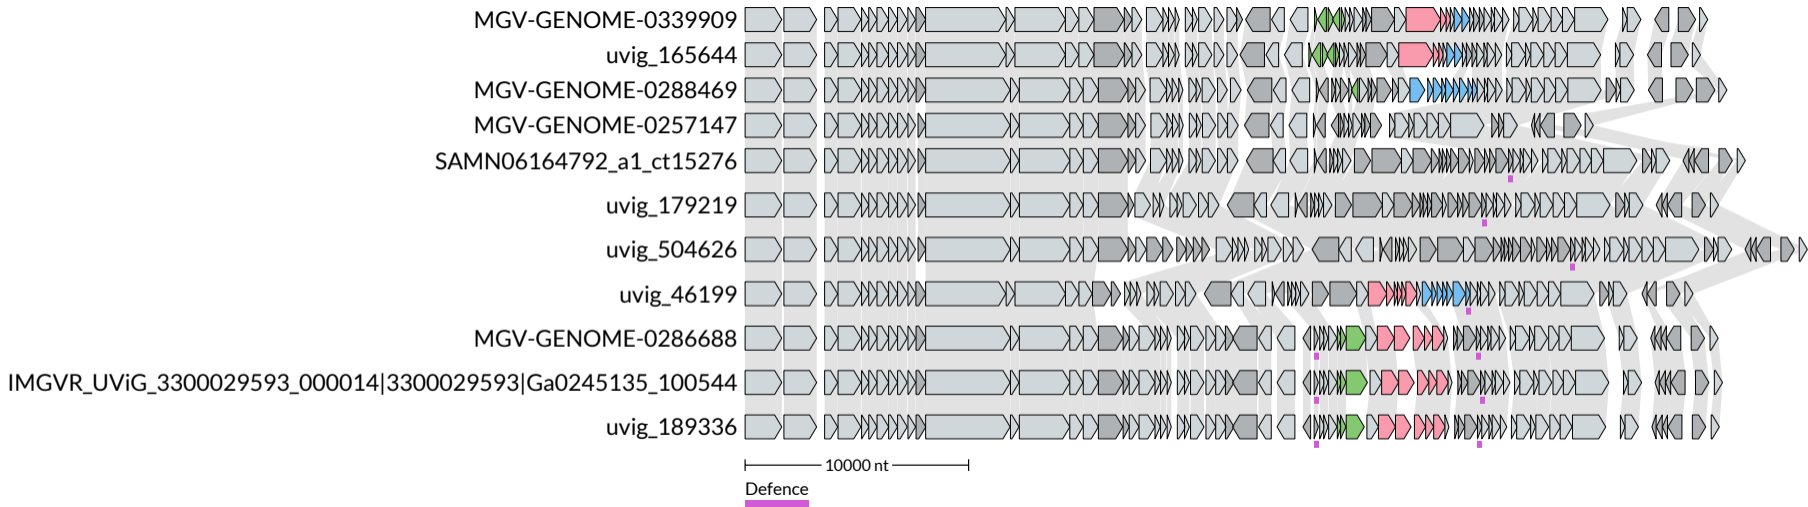 MGV-GENOME-0339909
uvig_165644
MGV-GENOME-0288469
MGV-GENOME-0257147
SAMN06164792_a1_ct15276
uvig_179219
uvig_504626
uvig_46199
MGV-GENOME-0286688
IMGVR_UViG_3300029593_000014|3300029593|Ga0245135_100544
uvig_189336
10000 nt
Defence